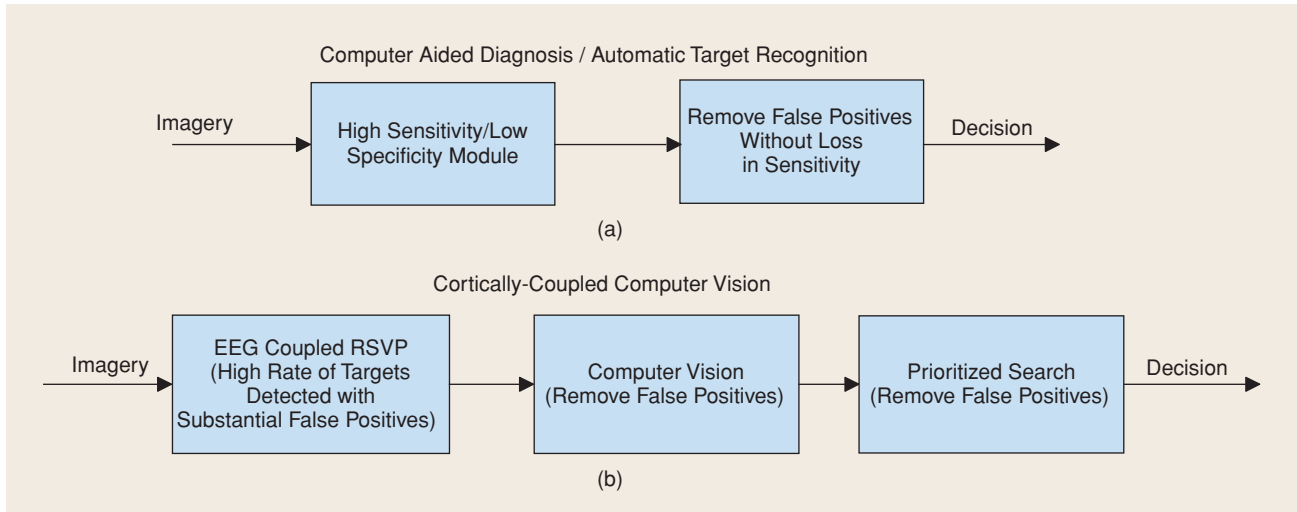 Computer Aided Diagnosis / Automatic Target Recognition
Imagery
High Sensitivity/Low
Specificity Module
Remove False Positives
Without Loss
in Sensitivity
Decision
(a)
Cortically-Coupled Computer Vision
Imagery
EEG Coupled RSVP
(High Rate of Targets
Detected with
Substantial False Positives)
Computer Vision
(Remove False Positives)
Prioritized Search
(Remove False Positives)
Decision
(b)